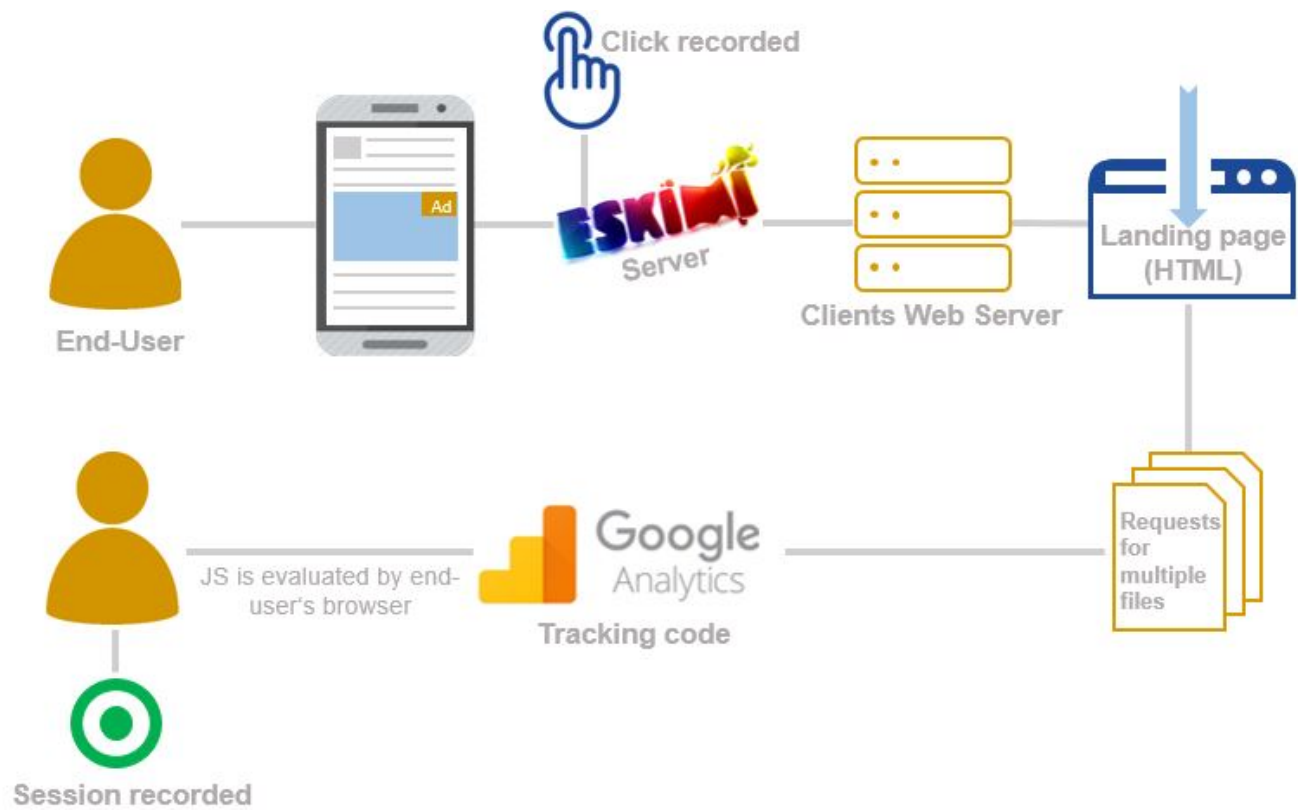 Click recorded
Ad
ESKIMI
Server
End-User
Clients Web Server
Landing page
(HTML)
Requests
for
multiple
files
Google
Analytics
Tracking code
JS is evaluated by end-
user's browser
Session recorded